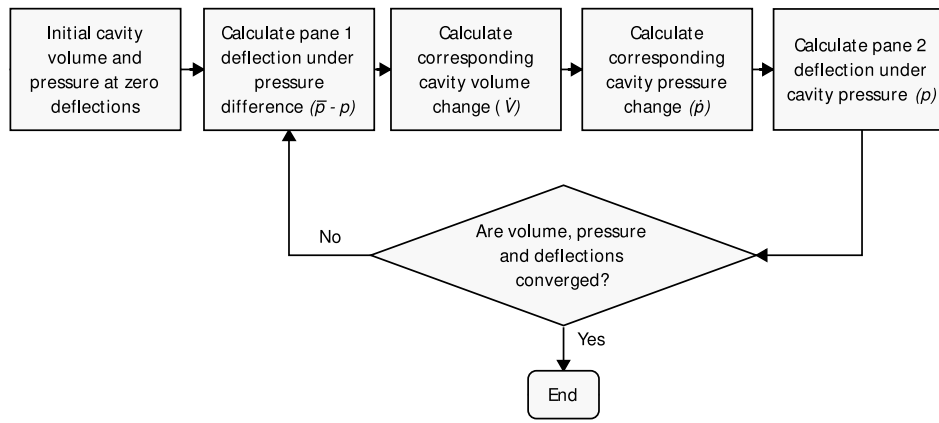 Initial cavity
volume and
pressure at zero
deflections
Calculate pane 1
deflection under
pressure
difference (p̅ - p)
Calculate
corresponding
cavity volume
change ( V̇)
Calculate
corresponding
cavity pressure
change (ṗ)
Calculate pane 2
deflection under
cavity pressure (p)
Are volume, pressure
and deflections
converged?
No
Yes
End